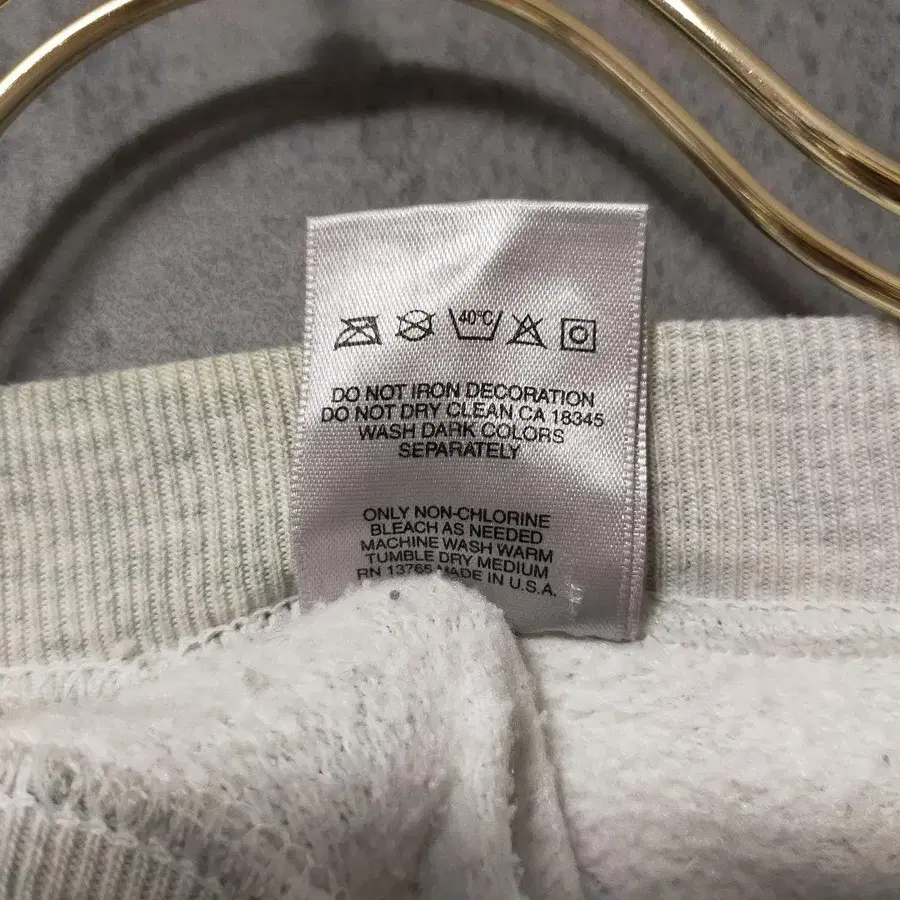 40°C
DO NOT IRON DECORATION
DO NOT DRY CLEAN CA 18345
WASH DARK COLORS
SEPARATELY
ONLY NON-CHLORINE
BLEACH AS NEEDED
MACHINE WASH WARM
TUMBLE DRY MEDIUM
RN 13765 MADE IN U.S.A.